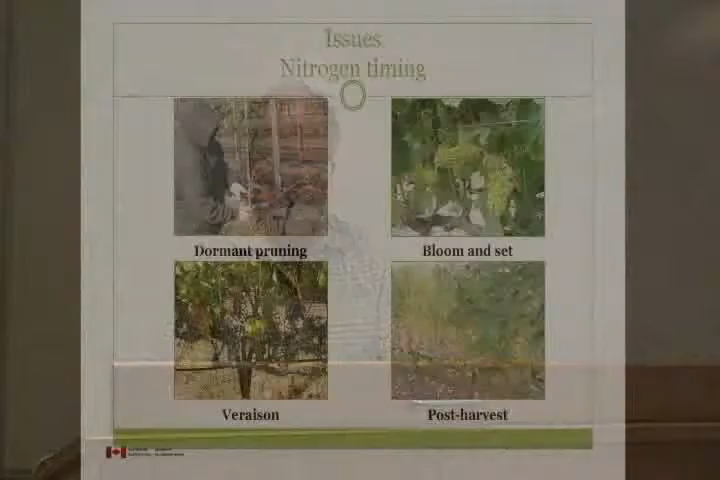 Issues
Nitrogen timing
Dormant pruning
Bloom and set
Veraison
Post-harvest